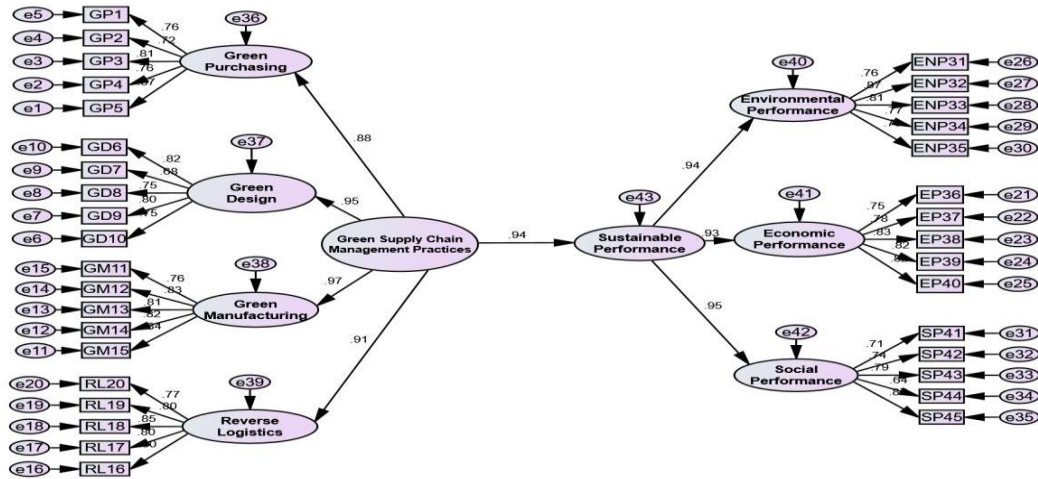 e5 GP1 .76
e4 GP2 .72
e3 GP3 .81
e2 GP4 .76
e1 GP5
e36
Green
Purchasing
.88
e10 GD6 .82
e9 GD7 .68
e8 GD8 .75
e7 GD9 .80
e6 GD10 .75
e37
Green
Design
.95
e15 GM11 .76
e14 GM12 .83
e13 GM13 .81
e12 GM14 .82
e11 GM15
e38
Green
Manufacturing
.97
e20 RL20 .77
e19 RL19 .80
e18 RL18 .85
e17 RL17 .80
e16 RL16
e39
Reverse
Logistics
.91
Green Supply Chain
Management Practices
.94
e43
Sustainable
Performance
.94
.93
.95
e40
Environmental
Performance
.76 ENP31 e26
.87 ENP32 e27
.81 ENP33 e28
.77 ENP34 e29
ENP35 e30
e41
Economic
Performance
.75 EP36 e21
.78 EP37 e22
.83 EP38 e23
.82 EP39 e24
EP40 e25
e42
Social
Performance
.71 SP41 e31
.74 SP42 e32
.79 SP43 e33
.64 SP44 e34
SP45 e35